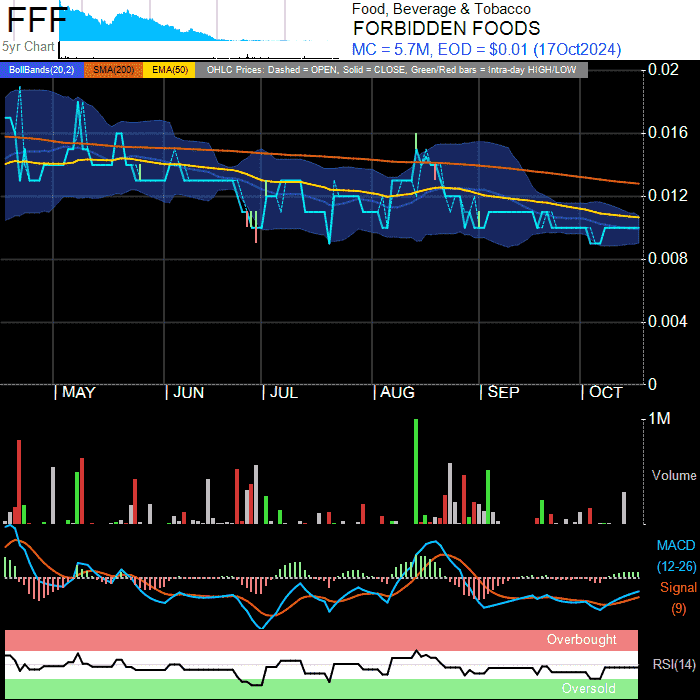 FFF
5yr Chart
Food, Beverage & Tobacco
FORBIDDEN FOODS
MC = 5.7M, EOD = $0.01 (17Oct2024)
BollBands(20,2) SMA(200) EMA(50) OHLC Prices: Dashed = OPEN, Solid = CLOSE, Green/Red bars = Intra-day HIGH/LOW
0.02
0.016
0.012
0.008
0.004
0
MAY JUN JUL AUG SEP OCT
1M
Volume
MACD
(12-26)
Signal
(9)
Overbought
RSI(14)
Oversold